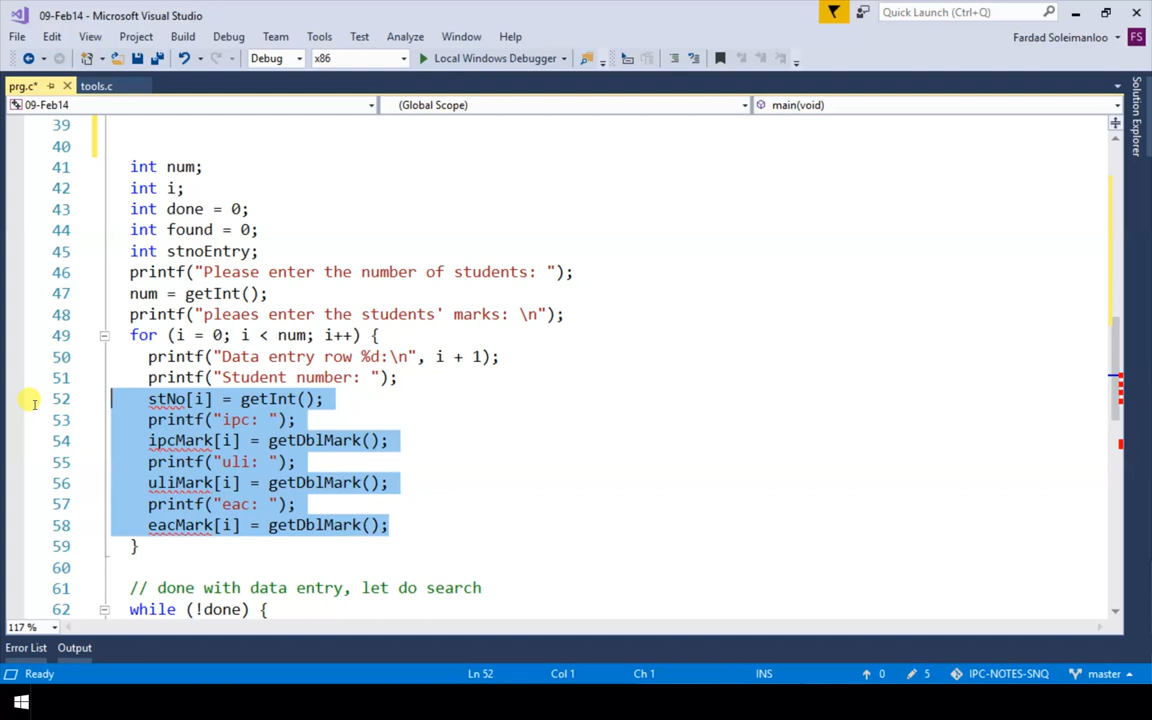 09-Feb14 - Microsoft Visual Studio
Quick Launch (Ctrl+Q)
File Edit View Project Build Debug Team Tools Test Analyze Window Help
Fardad Soleimanloo FS
Debug x86 Local Windows Debugger
prg.c* tools.c
09-Feb14 (Global Scope) main(void)
Solution Explorer
39
40
41 int num;
42 int i;
43 int done = 0;
44 int found = 0;
45 int stnoEntry;
46 printf("Please enter the number of students: ");
47 num = getInt();
48 printf("pleaes enter the students' marks: \n");
49 for (i = 0; i < num; i++) {
50 printf("Data entry row %d:\n", i + 1);
51 printf("Student number: ");
52 stNo[i] = getInt();
53 printf("ipc: ");
54 ipcMark[i] = getDblMark();
55 printf("uli: ");
56 uliMark[i] = getDblMark();
57 printf("eac: ");
58 eacMark[i] = getDblMark();
59 }
60
61 // done with data entry, let do search
62 while (!done) {
117 %
Error List Output
Ready Ln 52 Col 1 Ch 1 INS 0 5 IPC-NOTES-SNQ master